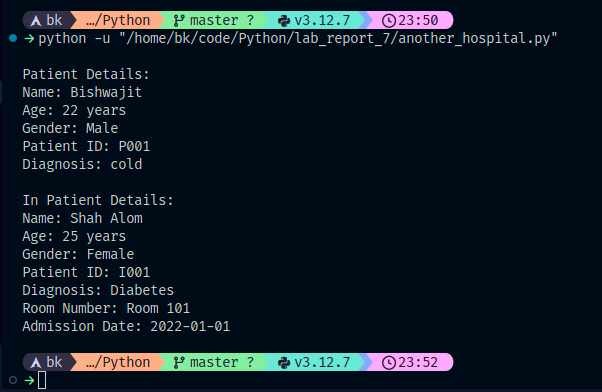 bk …/Python master ? v3.12.7 23:50
→ python -u "/home/bk/code/Python/lab_report_7/another_hospital.py"
Patient Details:
Name: Bishwajit
Age: 22 years
Gender: Male
Patient ID: P001
Diagnosis: cold
In Patient Details:
Name: Shah Alom
Age: 25 years
Gender: Female
Patient ID: I001
Diagnosis: Diabetes
Room Number: Room 101
Admission Date: 2022-01-01
bk …/Python master ? v3.12.7 23:52
→